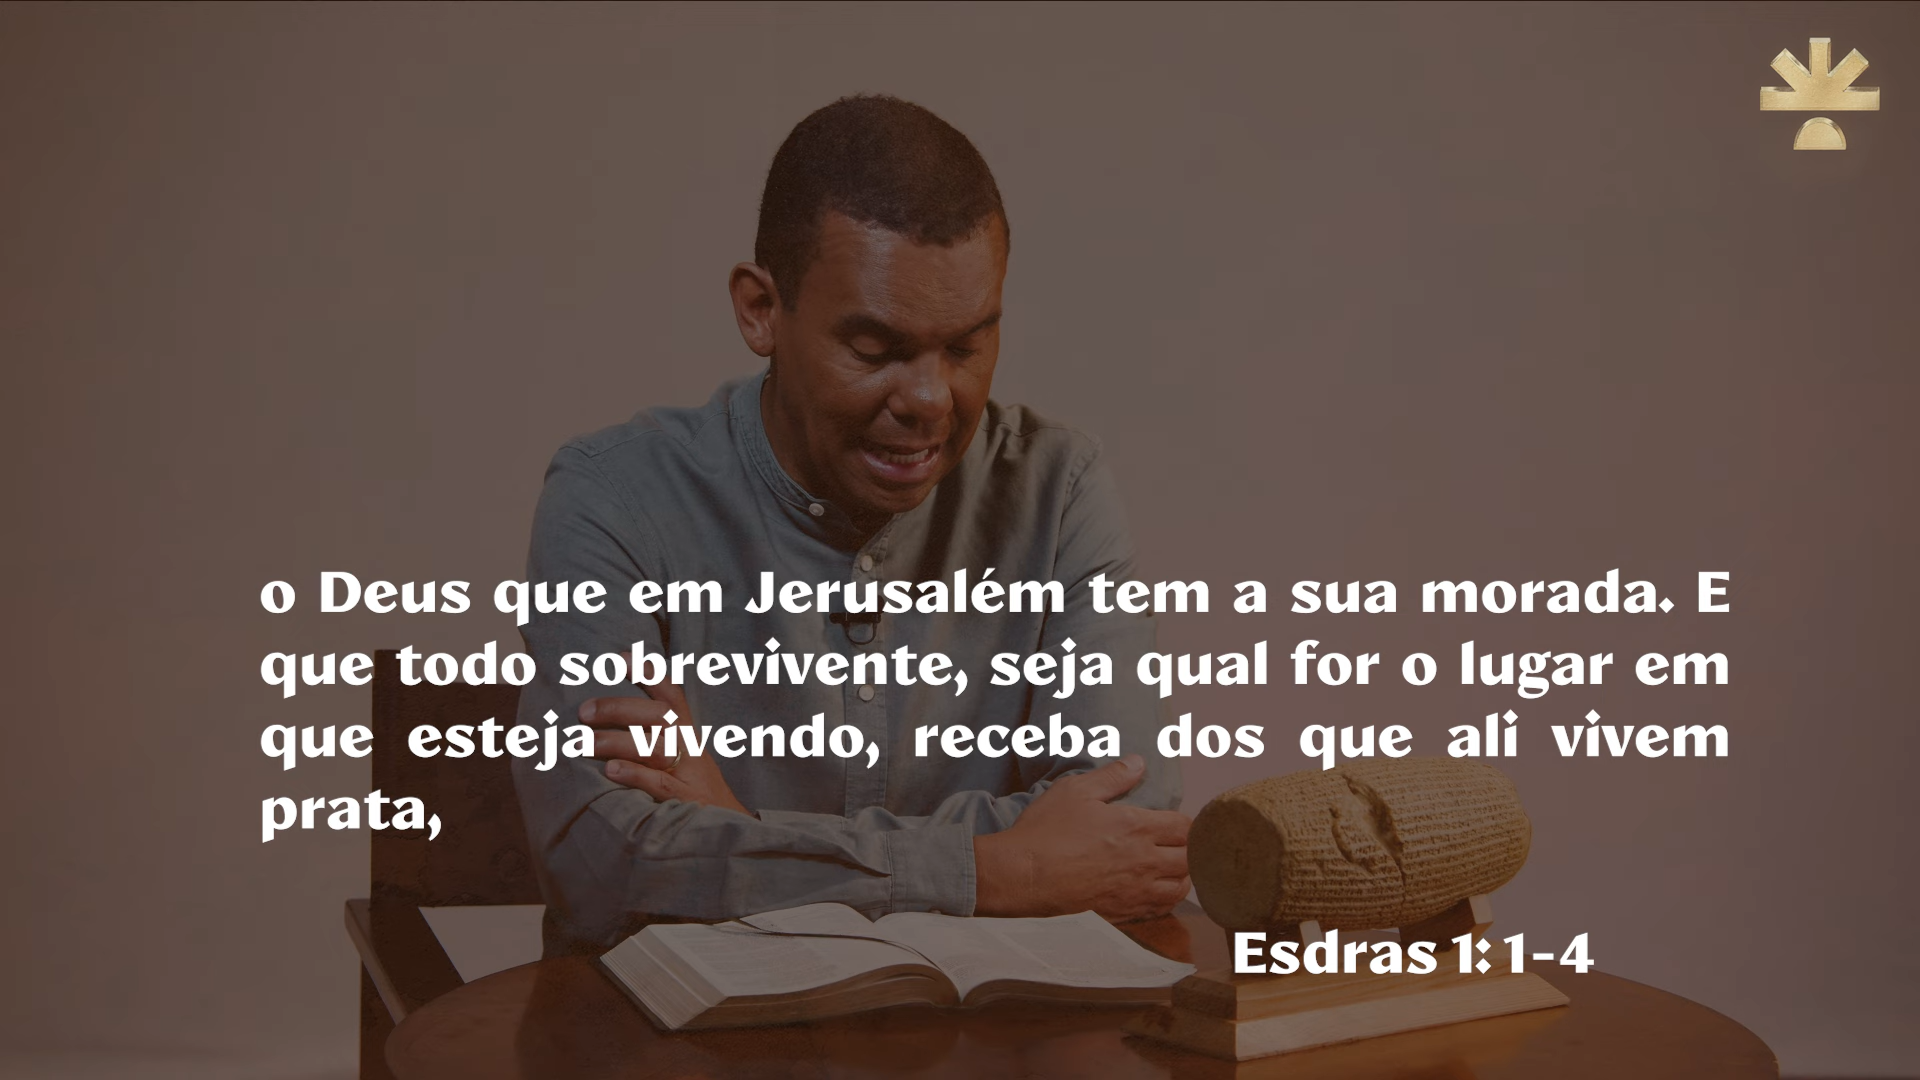 o Deus que em Jerusalém tem a sua morada. E
que todo sobrevivente, seja qual for o lugar em
que esteja vivendo, receba dos que ali vivem
prata,
Esdras 1: 1-4